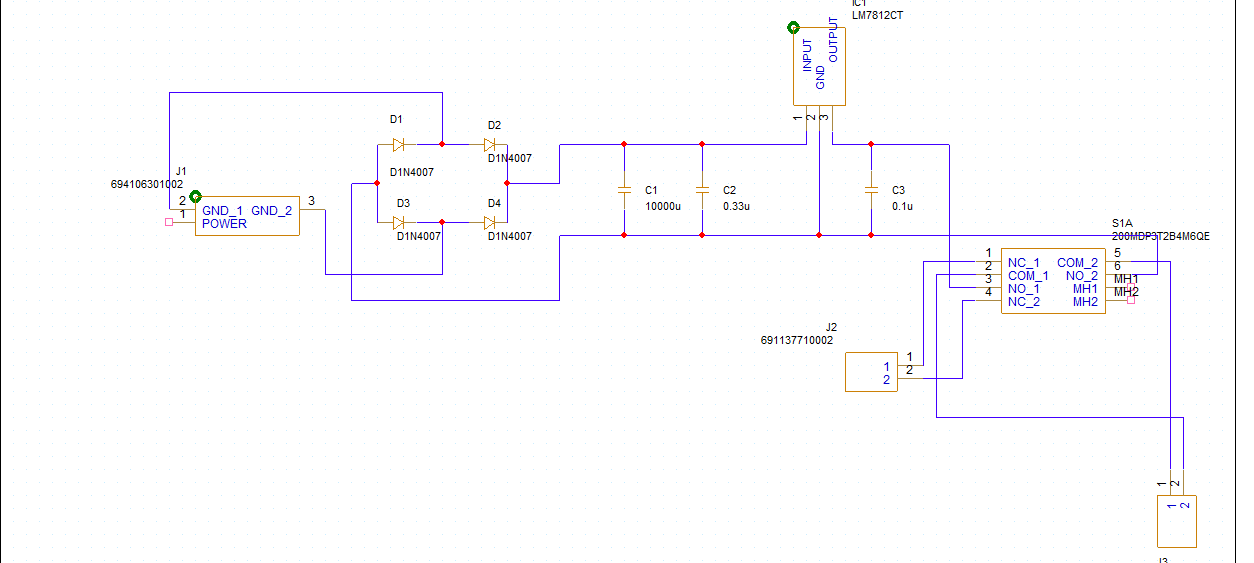 IC1
LM7812CT
INPUT
GND
OUTPUT
1
2
3
D1
D1N4007
D2
D1N4007
J1
694106301002
2
1
GND_1 GND_2
POWER
3
D3
D1N4007
D4
D1N4007
C1
10000u
C2
0.33u
C3
0.1u
S1A
200MDP3T2B4M6QE
1
2
3
4
NC_1 COM_2
COM_1 NO_2
NO_1 MH1
NC_2 MH2
5
6
MH1
MH2
J2
691137710002
1
2
1
2
1
2
1
2
J3